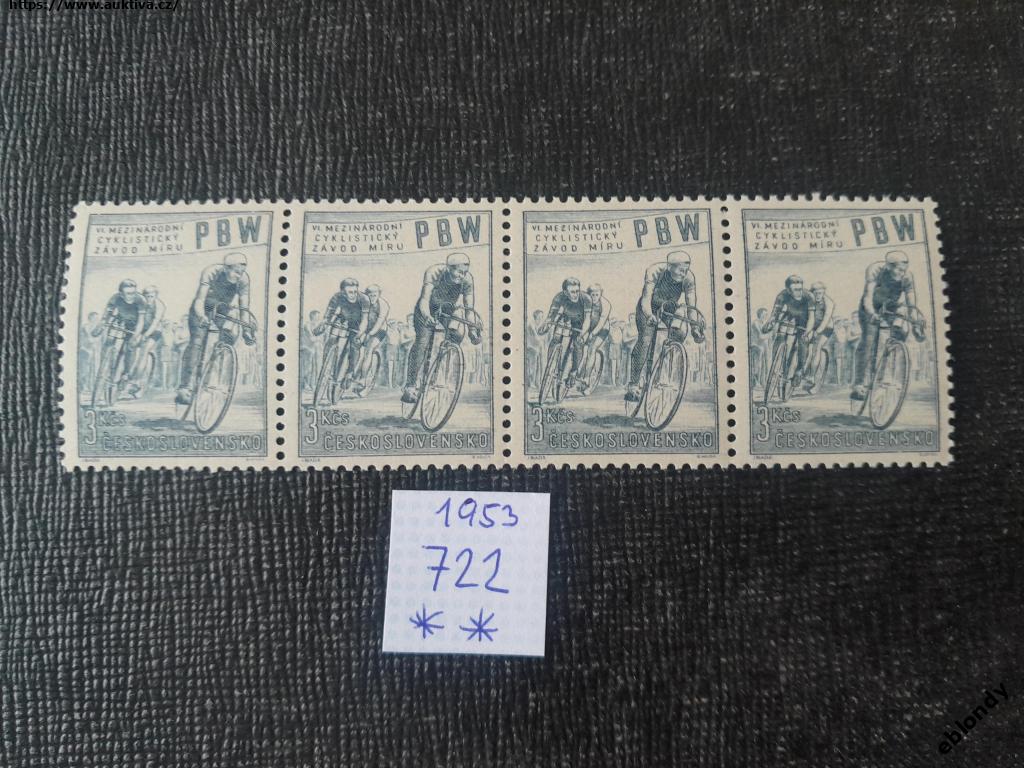 https://www.auktiva.cz/
VI. MEZINÁRODNÍ
CYKLISTICKÝ
ZÁVOD MÍRU
PBW
3 Kčs
ČESKOSLOVENSKO
VI. MEZINÁRODNÍ
CYKLISTICKÝ
ZÁVOD MÍRU
PBW
3 Kčs
ČESKOSLOVENSKO
VI. MEZINÁRODNÍ
CYKLISTICKÝ
ZÁVOD MÍRU
PBW
3 Kčs
ČESKOSLOVENSKO
VI. MEZINÁRODNÍ
CYKLISTICKÝ
ZÁVOD MÍRU
PBW
3 Kčs
ČESKOSLOVENSKO
1953
722
**
eblondy